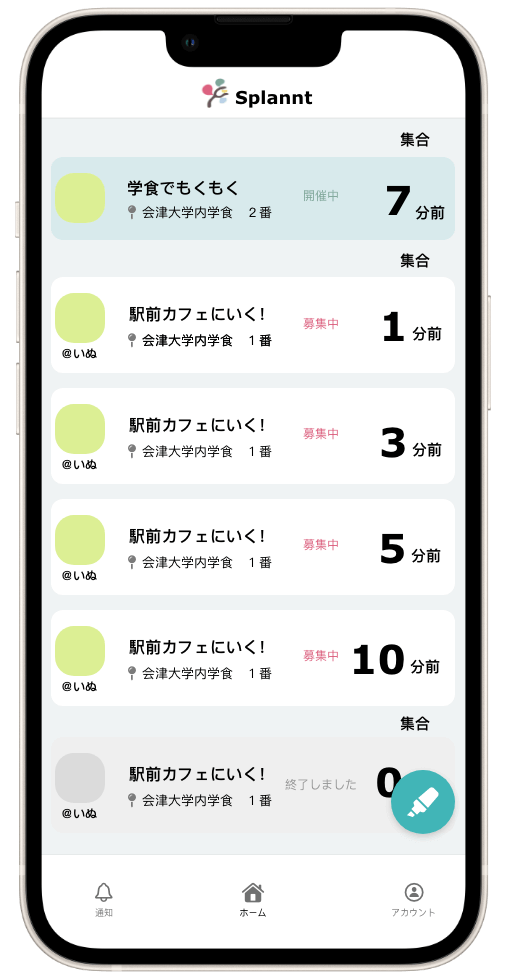 Splannt
集合
学食でもくもく
会津大学内学食　２番
開催中
7 分前
集合
駅前カフェにいく!
会津大学内学食　１番
@いぬ
募集中
1 分前
駅前カフェにいく!
会津大学内学食　１番
@いぬ
募集中
3 分前
駅前カフェにいく!
会津大学内学食　１番
@いぬ
募集中
5 分前
駅前カフェにいく!
会津大学内学食　１番
@いぬ
募集中
10 分前
集合
駅前カフェにいく!
会津大学内学食　１番
@いぬ
終了しました
0
通知
ホーム
アカウント